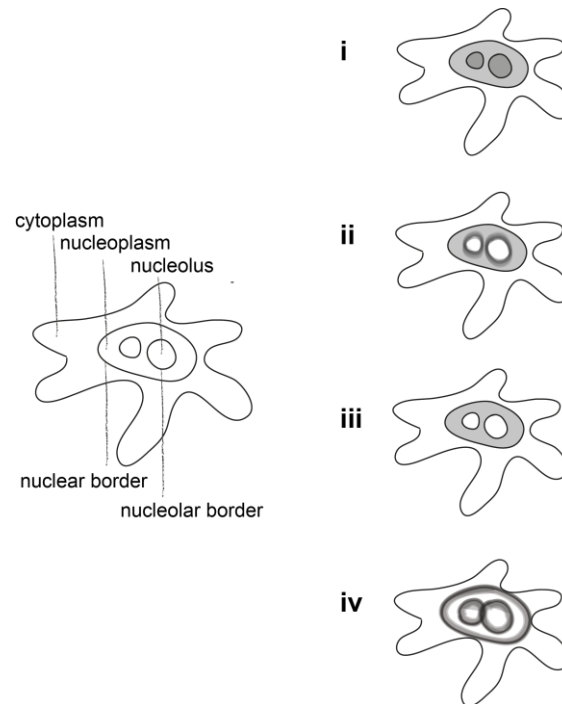 i
ii
cytoplasm
nucleoplasm
nucleolus
iii
nuclear border
nucleolar border
iv